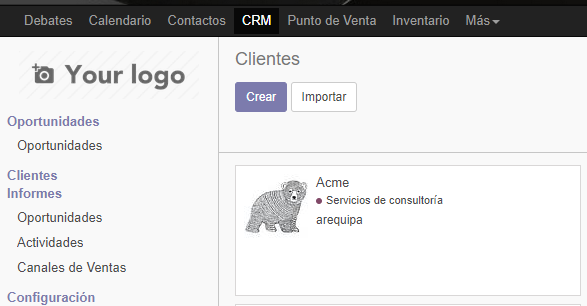 Debates Calendario Contactos CRM Punto de Venta Inventario Más
Your logo
Oportunidades
Oportunidades
Clientes
Informes
Oportunidades
Actividades
Canales de Ventas
Configuración
Clientes
Crear Importar
Acme
Servicios de consultoría
arequipa